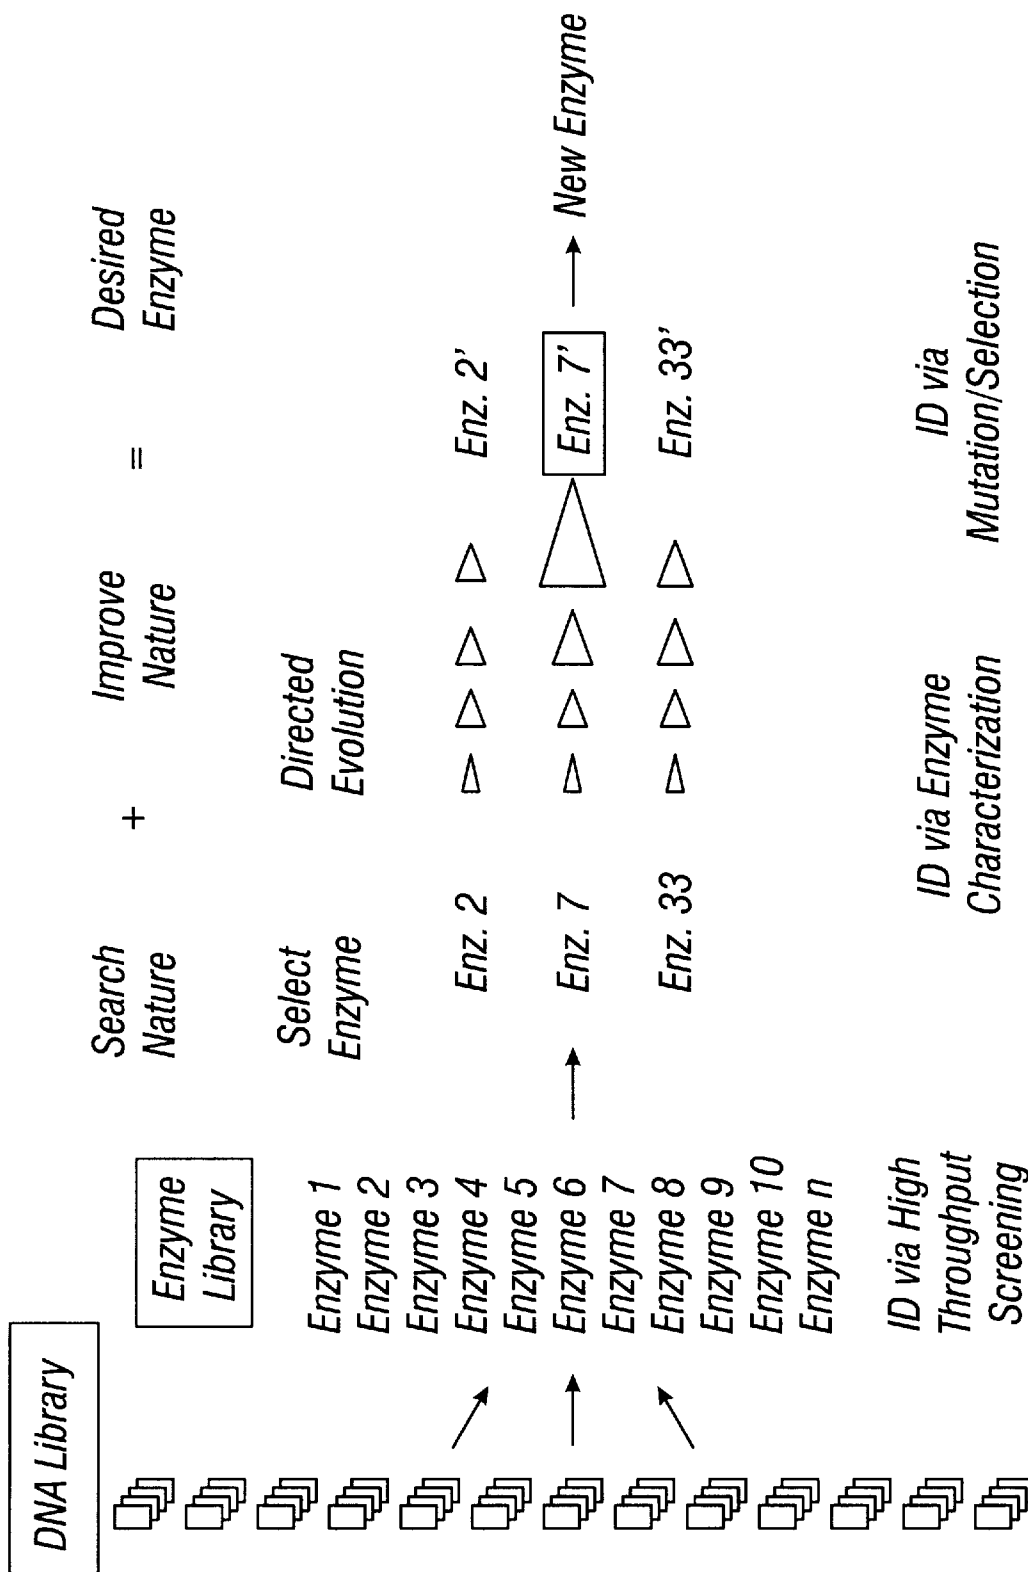 DNA Library
Enzyme
Library
Search
Nature
+
Improve
Nature
=
Desired
Enzyme
Select
Enzyme
Directed
Evolution
Enzyme 1
Enzyme 2
Enzyme 3
Enzyme 4
Enzyme 5
Enzyme 6
Enzyme 7
Enzyme 8
Enzyme 9
Enzyme 10
Enzyme n
Enz. 2
Enz. 7
Enz. 33
Enz. 2’
Enz. 7’
Enz. 33’
New Enzyme
ID via High
Throughput
Screening
ID via Enzyme
Characterization
ID via
Mutation/Selection